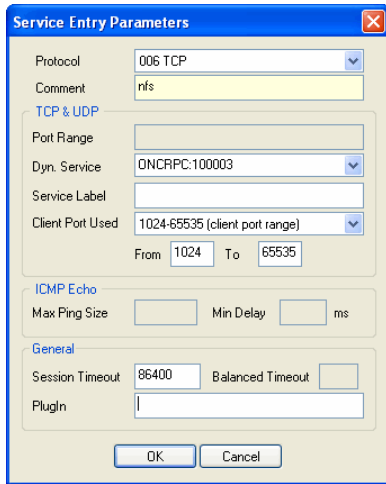 Service Entry Parameters
Protocol 006 TCP
Comment nfs
TCP & UDP
Port Range
Dyn. Service ONCRPC:100003
Service Label
Client Port Used 1024-65535 (client port range)
From 1024 To 65535
ICMP Echo
Max Ping Size Min Delay ms
General
Session Timeout 86400 Balanced Timeout
PlugIn
OK Cancel